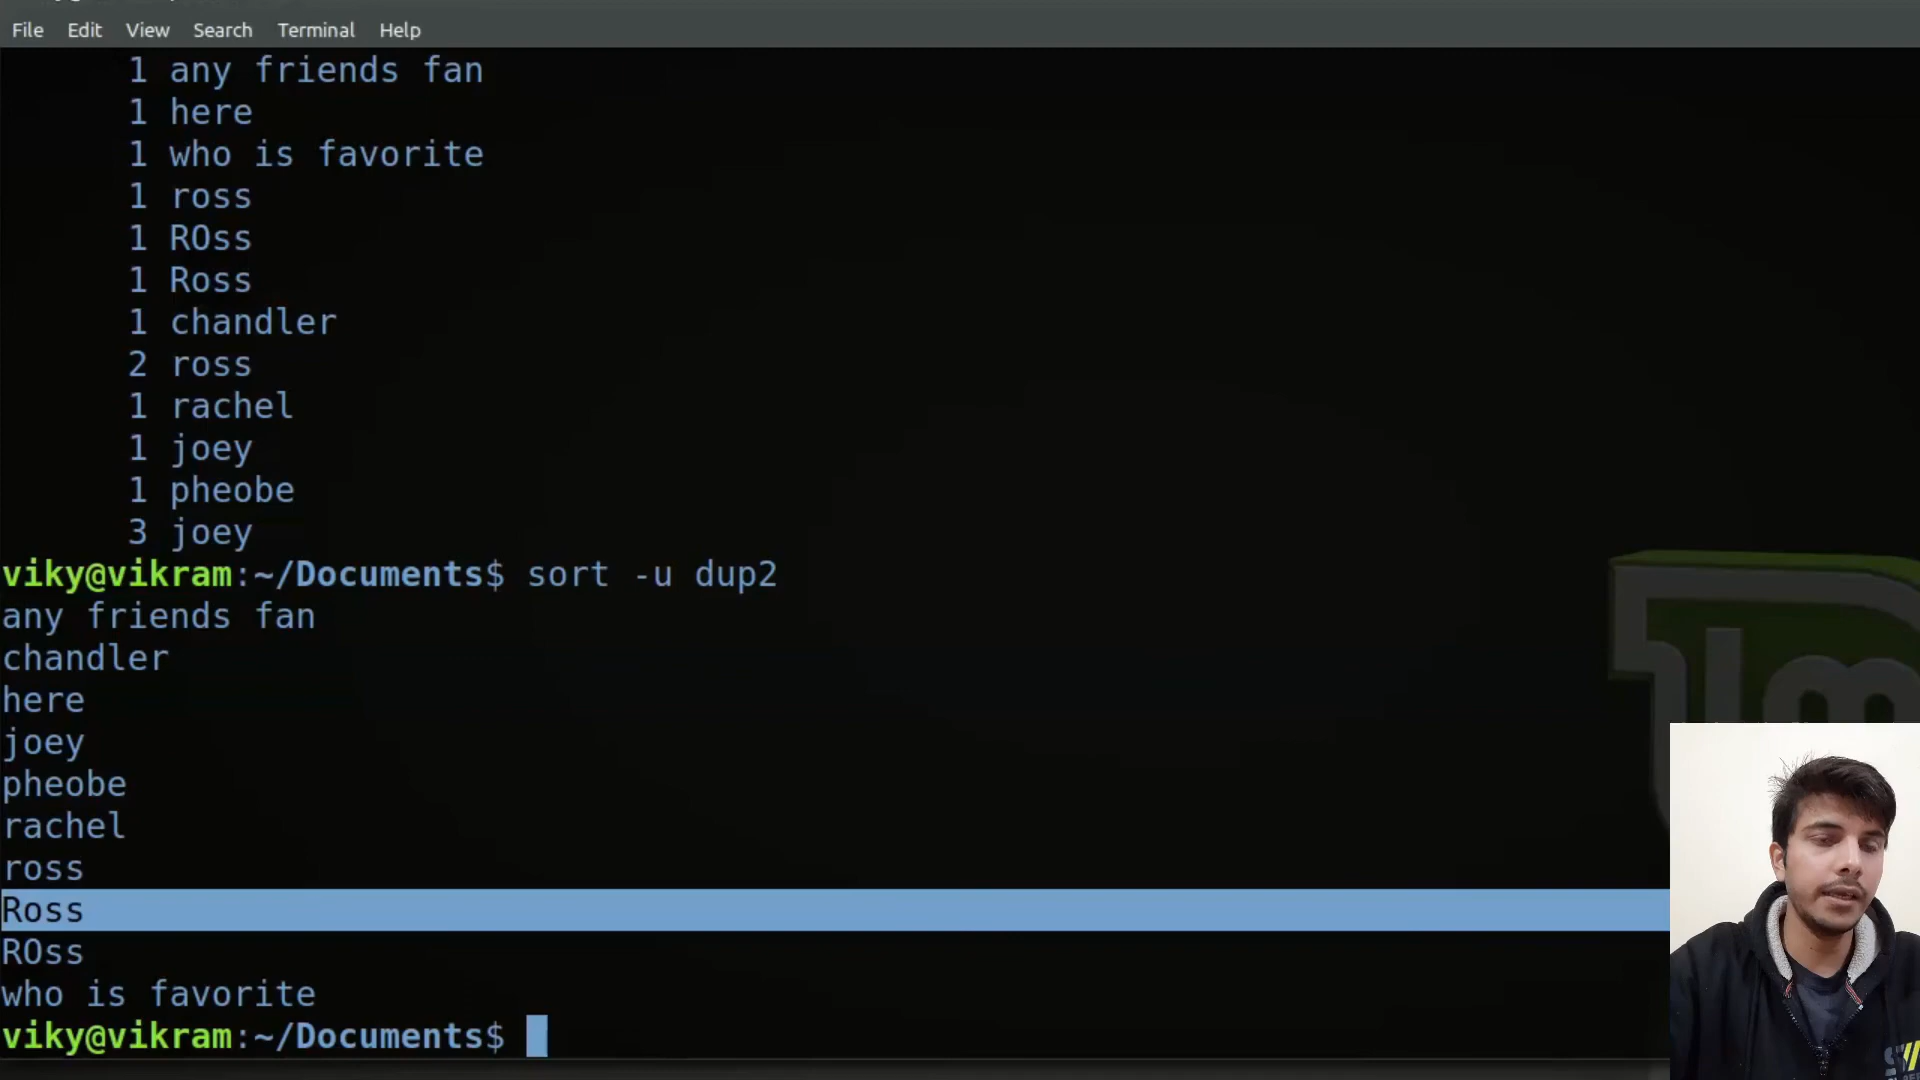 File Edit View Search Terminal Help
1 any friends fan
1 here
1 who is favorite
1 ross
1 ROss
1 Ross
1 chandler
2 ross
1 rachel
1 joey
1 pheobe
3 joey
viky@vikram:~/Documents$ sort -u dup2
any friends fan
chandler
here
joey
pheobe
rachel
ross
Ross
ROss
who is favorite
viky@vikram:~/Documents$